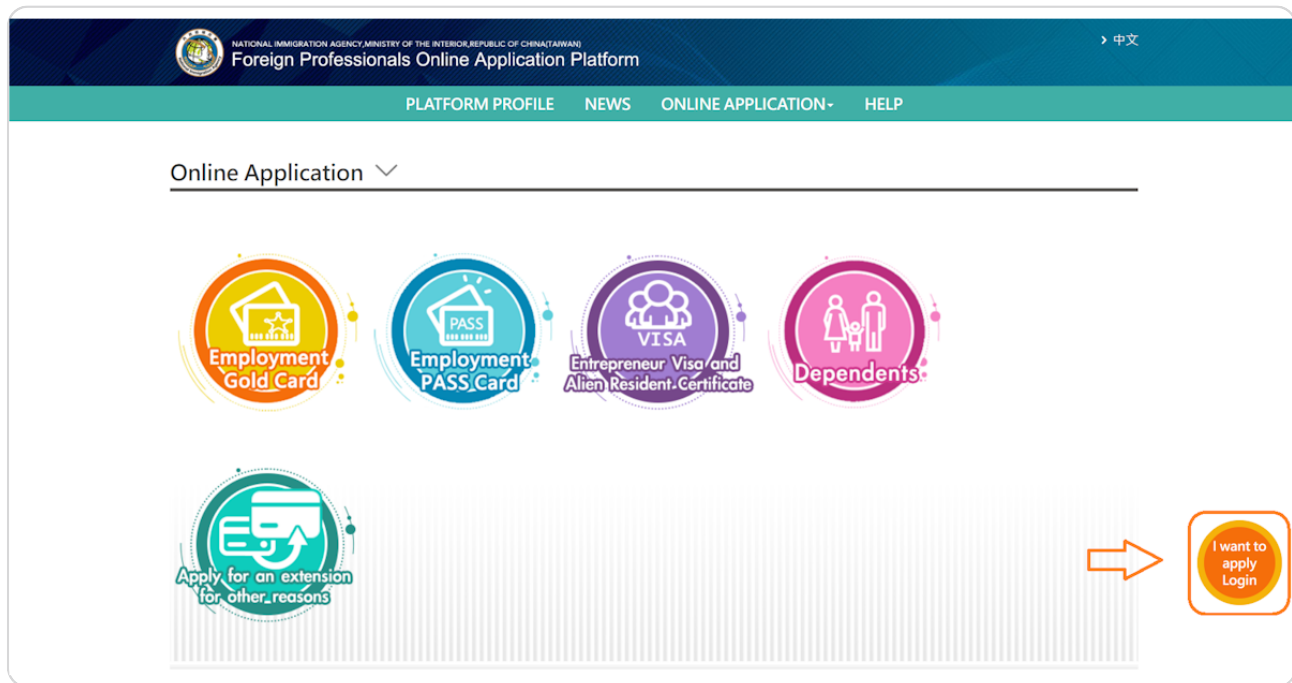 NATIONAL IMMIGRATION AGENCY,MINISTRY OF THE INTERIOR,REPUBLIC OF CHINA(TAIWAN)
Foreign Professionals Online Application Platform
中文
PLATFORM PROFILE NEWS ONLINE APPLICATION HELP
Online Application
Employment
Gold Card
PASS
Employment
PASS Card
VISA
Entrepreneur Visa and
Alien Resident Certificate
Dependents
Apply for an extension
for other reasons
I want to
apply
Login